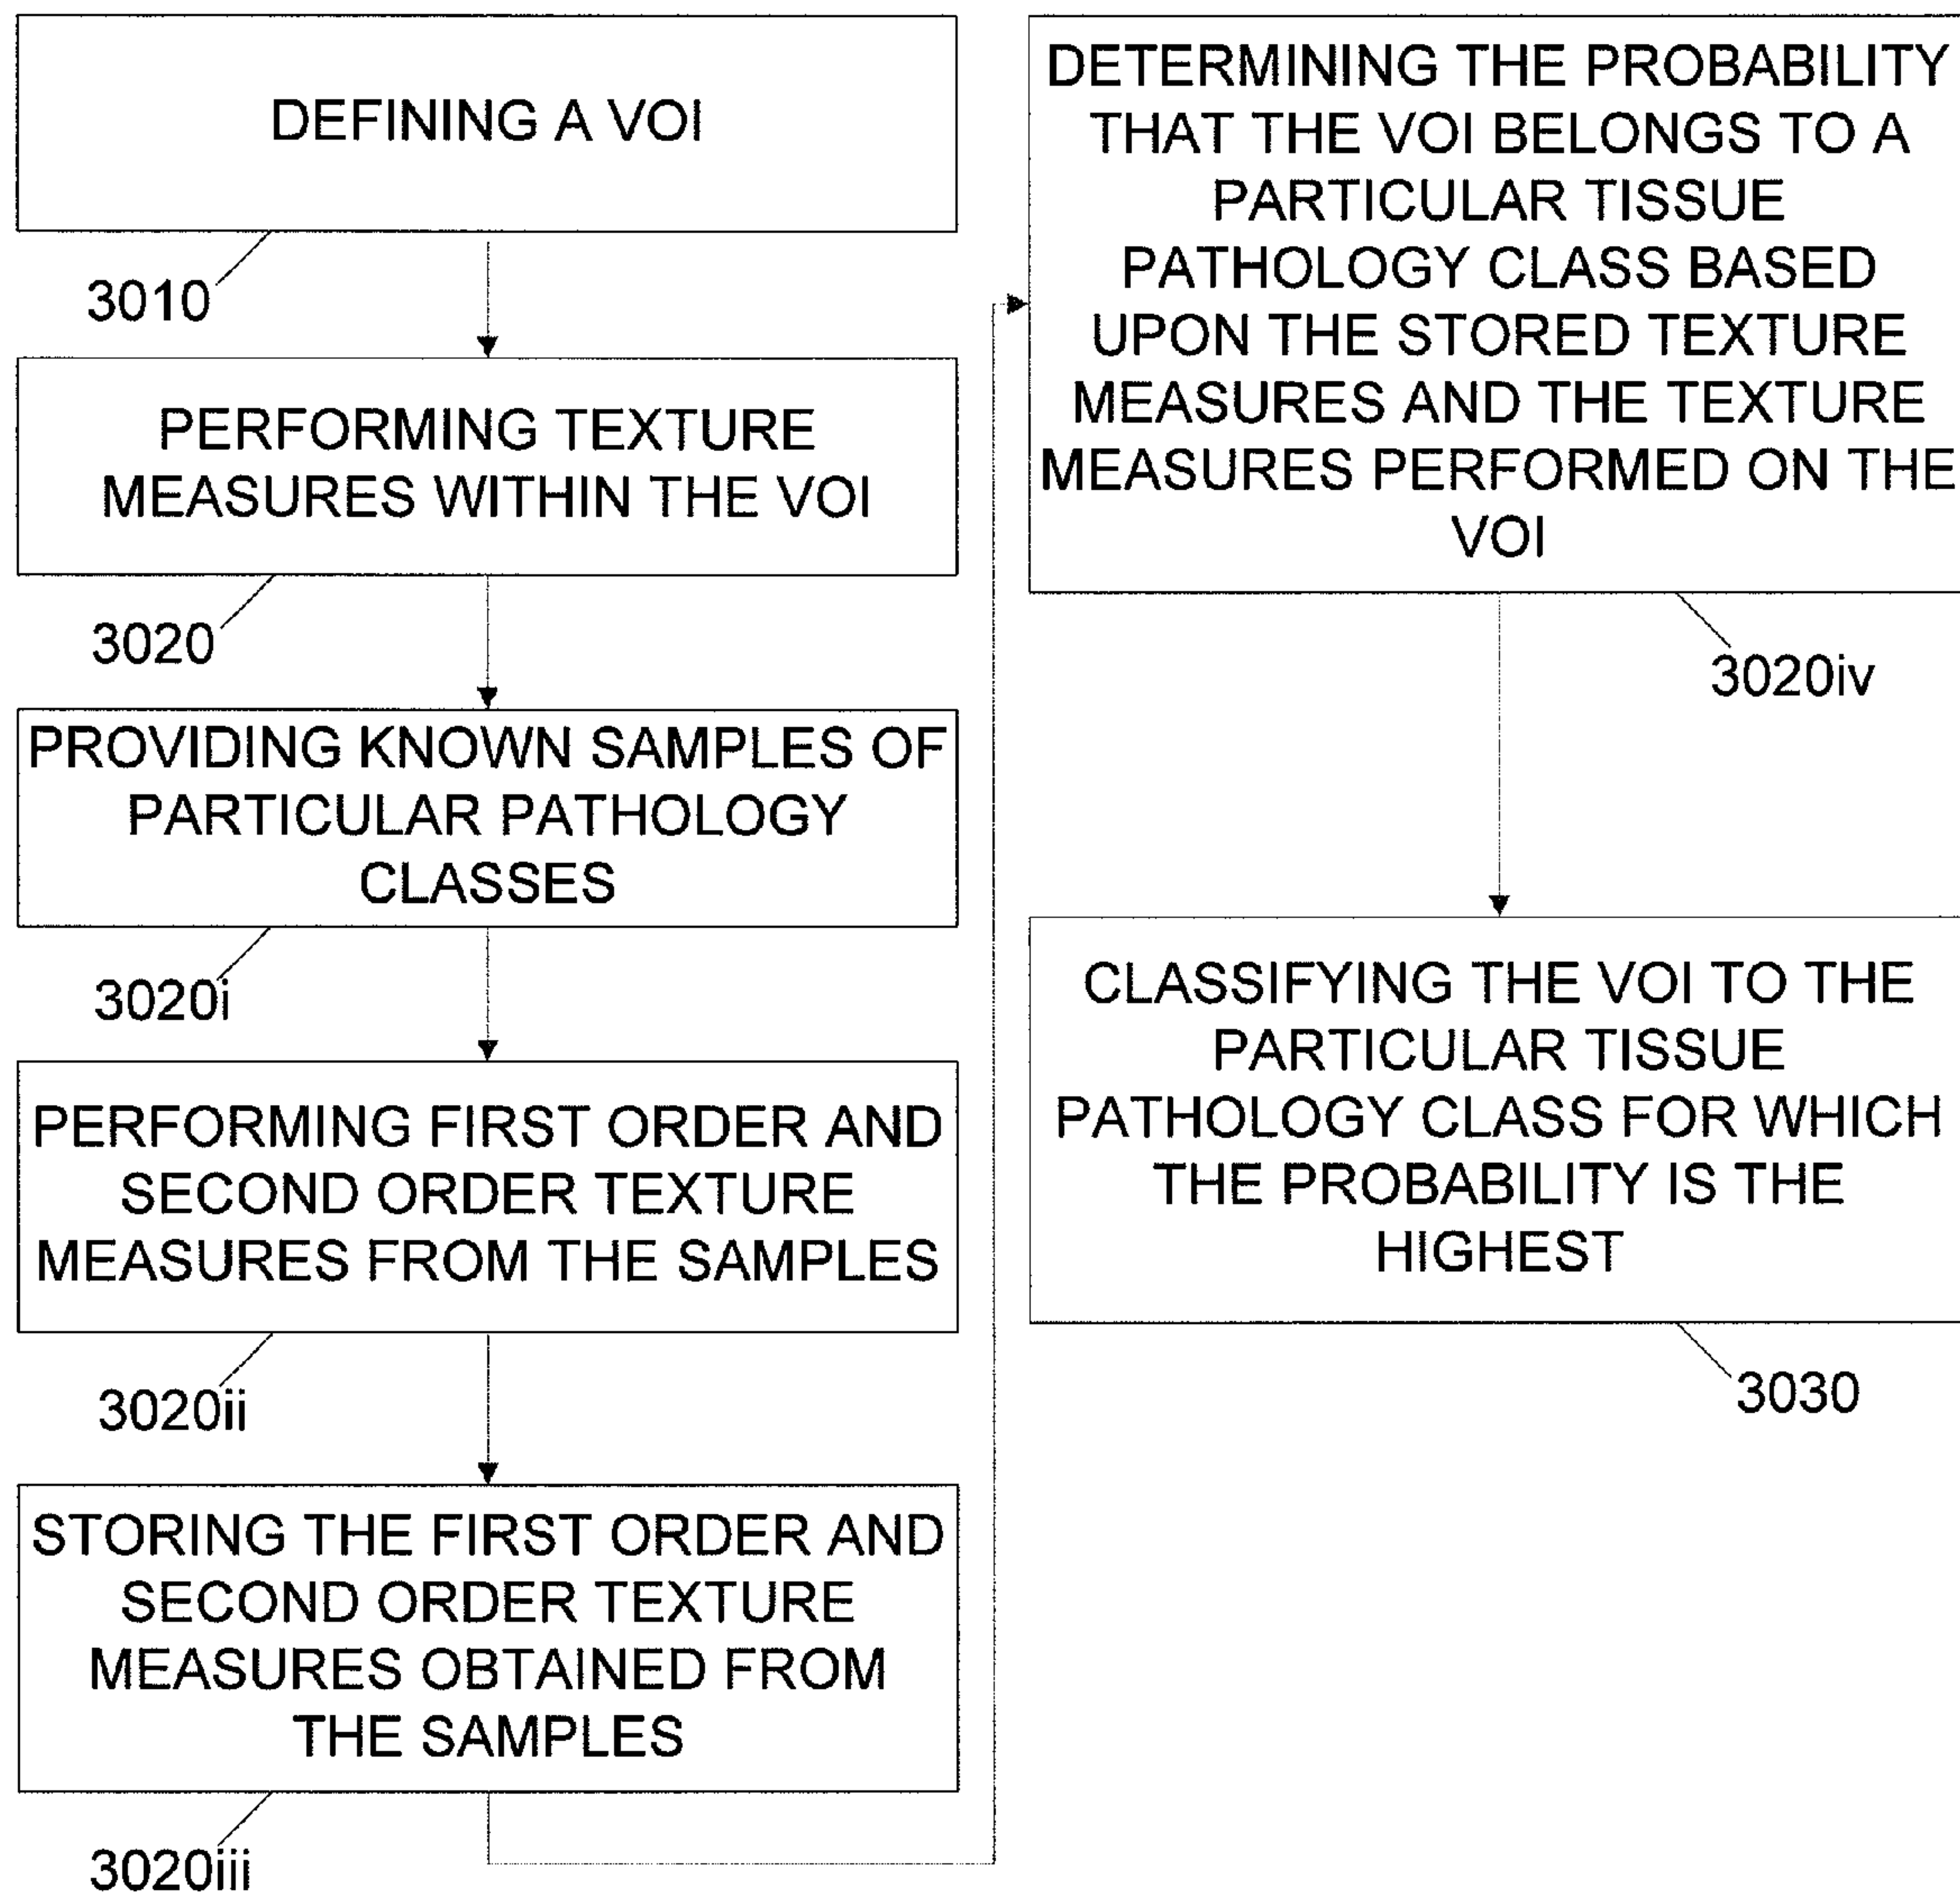 DEFINING A VOI
3010
PERFORMING TEXTURE
MEASURES WITHIN THE VOI
3020
PROVIDING KNOWN SAMPLES OF
PARTICULAR PATHOLOGY
CLASSES
3020i
PERFORMING FIRST ORDER AND
SECOND ORDER TEXTURE
MEASURES FROM THE SAMPLES
3020ii
STORING THE FIRST ORDER AND
SECOND ORDER TEXTURE
MEASURES OBTAINED FROM
THE SAMPLES
3020iii
DETERMINING THE PROBABILITY
THAT THE VOI BELONGS TO A
PARTICULAR TISSUE
PATHOLOGY CLASS BASED
UPON THE STORED TEXTURE
MEASURES AND THE TEXTURE
MEASURES PERFORMED ON THE
VOI
3020iv
CLASSIFYING THE VOI TO THE
PARTICULAR TISSUE
PATHOLOGY CLASS FOR WHICH
THE PROBABILITY IS THE
HIGHEST
3030